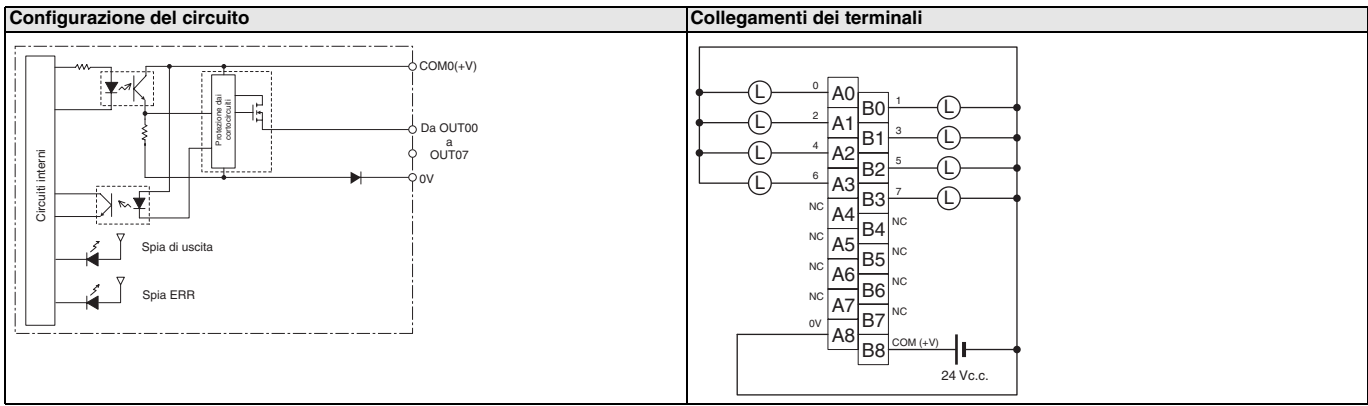 Configurazione del circuito
Collegamenti dei terminali
Circuiti interni
Protezione dai
cortocircuiti
COM0(+V)
Da OUT00
a
OUT07
0V
Spia di uscita
Spia ERR
L 0 A0
B0 1 L
L 2 A1
B1 3 L
L 4 A2
B2 5 L
L 6 A3
B3 7 L
NC A4
B4 NC
NC A5
B5 NC
NC A6
B6 NC
NC A7
B7 NC
0V A8
B8 COM (+V)
24 Vc.c.